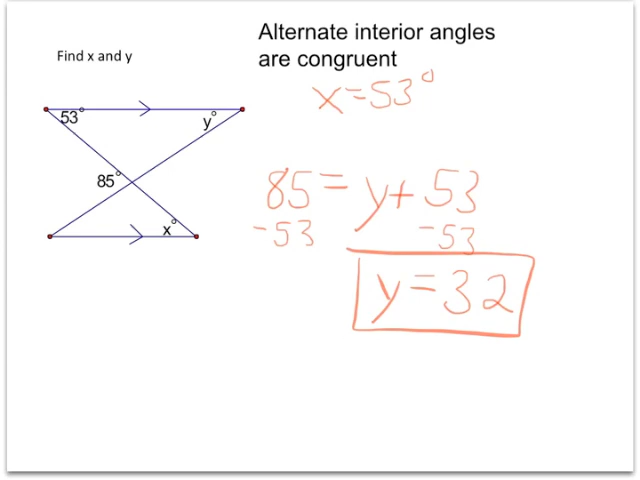 Alternate interior angles
are congruent
Find x and y
x=53°
53°
y°
85°
x°
85=y+53
-53 -53
y=32